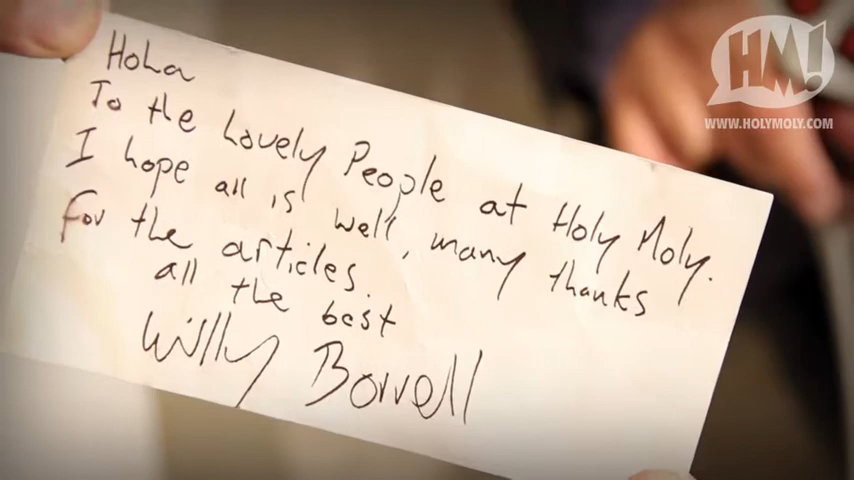 HoLa
To the Lovely People at Holy Moly.
I hope all is well, many thanks
for the articles.
all the best
Willy Borrell
HM!
WWW.HOLYMOLY.COM